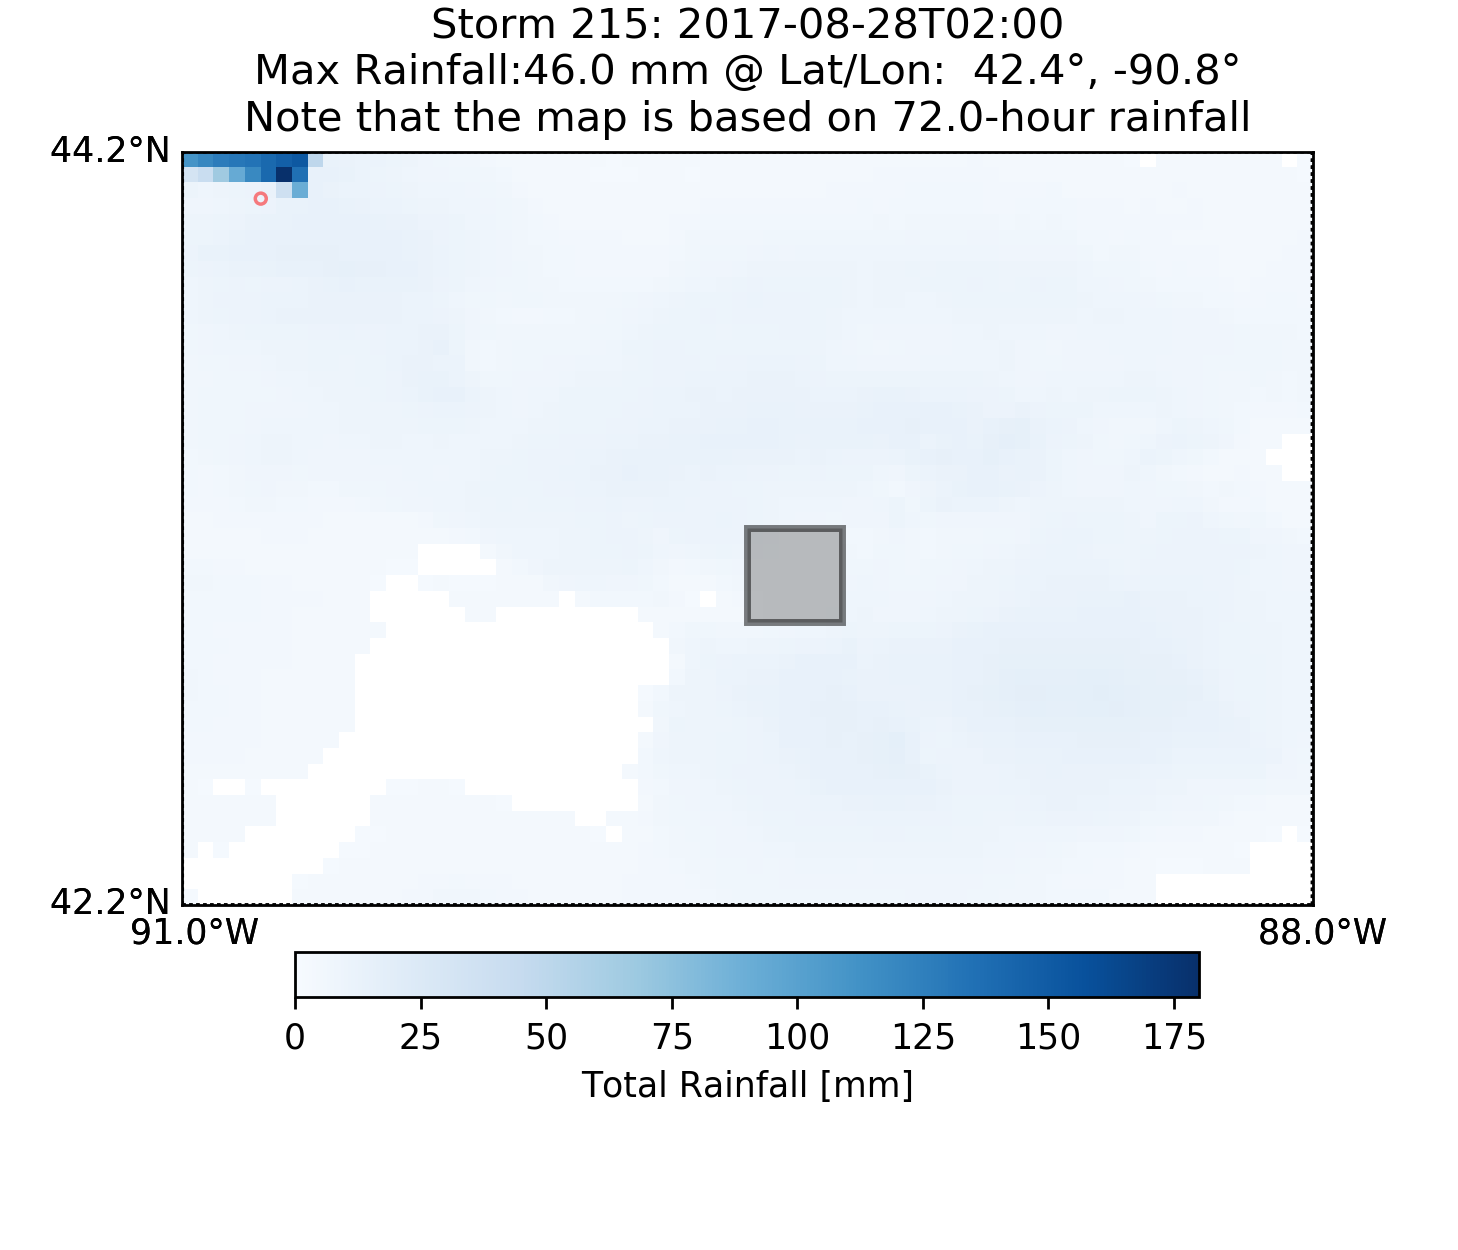 Storm 215: 2017-08-28T02:00
Max Rainfall:46.0 mm @ Lat/Lon:  42.4°, -90.8°
Note that the map is based on 72.0-hour rainfall
44.2°N
42.2°N
91.0°W 88.0°W
0 25 50 75 100 125 150 175
Total Rainfall [mm]